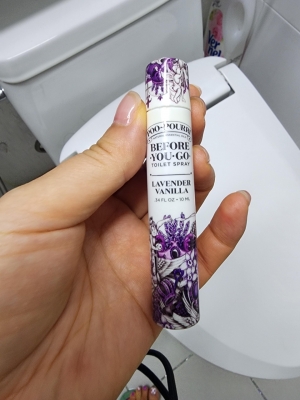 POO~POURRI
BEFORE
·YOU·GO·
TOILET SPRAY
LAVENDER
VANILLA
.34 FL OZ • 10 ML